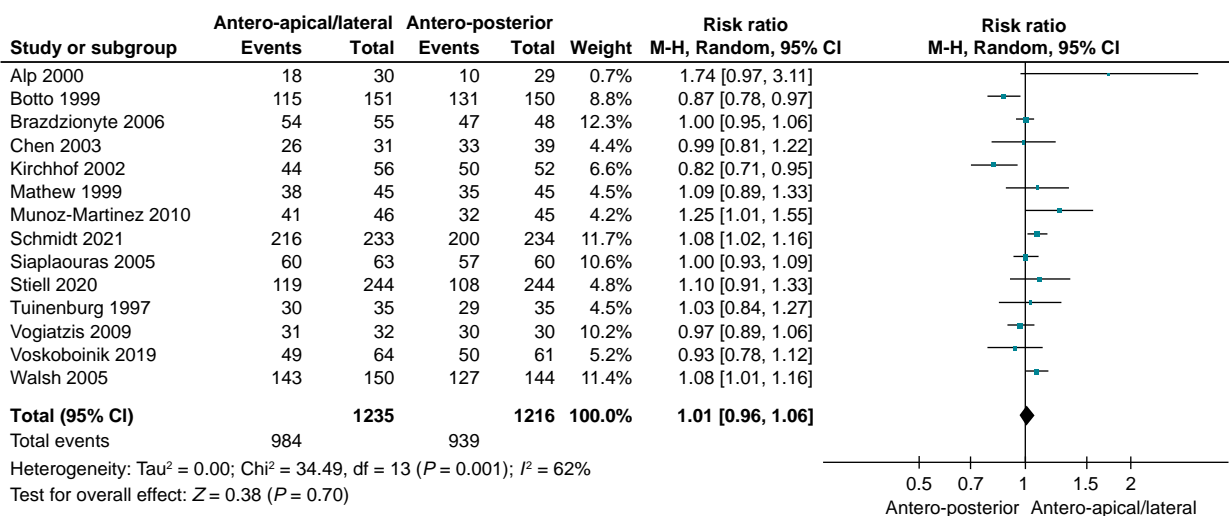 Antero-apical/lateral Antero-posterior Risk ratio Risk ratio
Study or subgroup Events Total Events Total Weight M-H, Random, 95% CI M-H, Random, 95% CI
Alp 2000 18 30 10 29 0.7% 1.74 [0.97, 3.11]
Botto 1999 115 151 131 150 8.8% 0.87 [0.78, 0.97]
Brazdzionyte 2006 54 55 47 48 12.3% 1.00 [0.95, 1.06]
Chen 2003 26 31 33 39 4.4% 0.99 [0.81, 1.22]
Kirchhof 2002 44 56 50 52 6.6% 0.82 [0.71, 0.95]
Mathew 1999 38 45 35 45 4.5% 1.09 [0.89, 1.33]
Munoz-Martinez 2010 41 46 32 45 4.2% 1.25 [1.01, 1.55]
Schmidt 2021 216 233 200 234 11.7% 1.08 [1.02, 1.16]
Siaplaouras 2005 60 63 57 60 10.6% 1.00 [0.93, 1.09]
Stiell 2020 119 244 108 244 4.8% 1.10 [0.91, 1.33]
Tuinenburg 1997 30 35 29 35 4.5% 1.03 [0.84, 1.27]
Vogiatzis 2009 31 32 30 30 10.2% 0.97 [0.89, 1.06]
Voskoboinik 2019 49 64 50 61 5.2% 0.93 [0.78, 1.12]
Walsh 2005 143 150 127 144 11.4% 1.08 [1.01, 1.16]
Total (95% CI) 1235 1216 100.0% 1.01 [0.96, 1.06]
Total events 984 939
Heterogeneity: Tau² = 0.00; Chi² = 34.49, df = 13 (P = 0.001); I² = 62%
Test for overall effect: Z = 0.38 (P = 0.70)
0.5 0.7 1 1.5 2
Antero-posterior Antero-apical/lateral